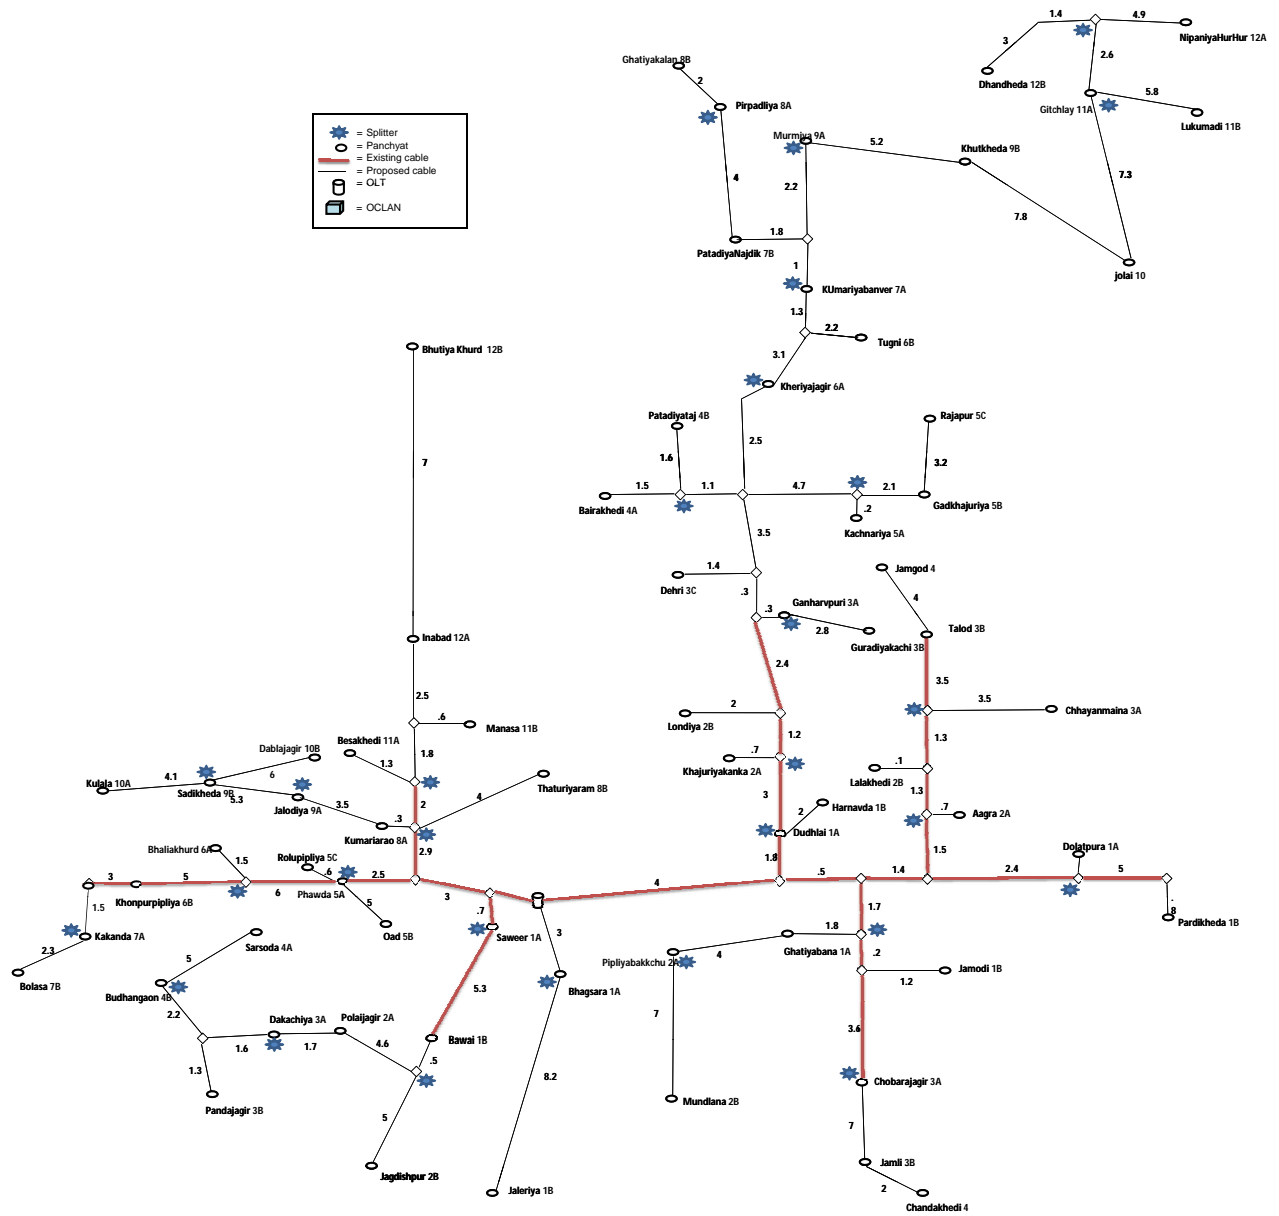 1.4
4.9
NipaniyaHurHur 12A
3
2.6
Ghatiyakalan 8B
2
Dhandheda 12B
5.8
Gitchlay 11A
Lukumadi 11B
Pirpadliya 8A
= Splitter
= Panchyat
= Existing cable
= Proposed cable
= OLT
= OCLAN
Murmiya 9A
5.2
Khutkheda 9B
4
2.2
7.3
7.8
1.8
PatadiyaNajdik 7B
1
jolai 10
KUmariyabanver 7A
1.3
2.2
Tugni 6B
Bhutiya Khurd 12B
3.1
Kheriyajagir 6A
Patadiyataj 4B
Rajapur 5C
2.5
7
1.6
3.2
1.5
1.1
4.7
2.1
Bairakhedi 4A
.2
Gadkhajuriya 5B
Kachnariya 5A
3.5
1.4
Dehri 3C
.3
Jamgod 4
4
.3
Ganharvpuri 3A
2.8
Guradiyakachi 3B
Talod 3B
Inabad 12A
2.4
3.5
2.5
2
3.5
Chhayanmaina 3A
.6
Manasa 11B
Londiya 2B
1.2
1.3
Besakhedi 11A
Dablajagir 10B
1.8
1.3
.7
Khajuriyakanka 2A
.1
Lalakhedi 2B
Kulala 10A
4.1
6
Sadikheda 9B
5.3
Jalodiya 9A
3.5
2
4
Thaturiyaram 8B
3
2
Harnavda 1B
1.3
.7
Aagra 2A
.3
Kumariarao 8A
Dudhlai 1A
2.9
Bhaliakhurd 6A
1.5
Rolupipliya 5C
.6
2.5
1.8
1.5
Dolatpura 1A
3
5
6
Phawda 5A
3
4
.5
1.4
2.4
5
Khonpurpipliya 6B
1.5
5
.7
1.7
.
8
Pardikheda 1B
Kakanda 7A
2.3
Oad 5B
Saweer 1A
3
1.8
Ghatiyabana 1A
Sarsoda 4A
4
.2
Pipliyabakkchu 2A
Jamodi 1B
1.2
Bolasa 7B
5
5.3
Bhagsara 1A
Budhangaon 4B
2.2
7
3.6
Dakachiya 3A
Polaijagir 2A
4.6
Bawai 1B
1.6
1.7
.5
1.3
8.2
Chobarajagir 3A
Pandajagir 3B
Mundlana 2B
5
7
Jamli 3B
Jagdishpur 2B
Jaleriya 1B
2
Chandakhedi 4